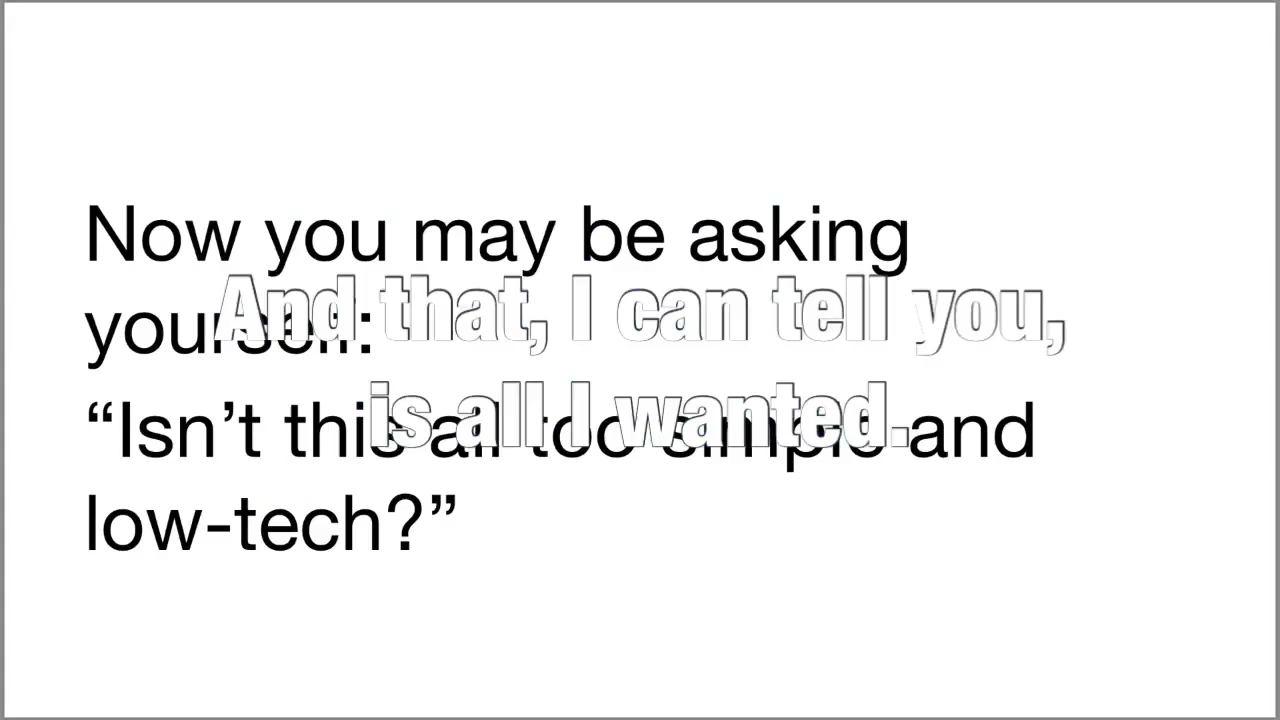 Now you may be asking
yourself:
“Isn’t this all too simple and
low-tech?”
And that, I can tell you,
is all I wanted.